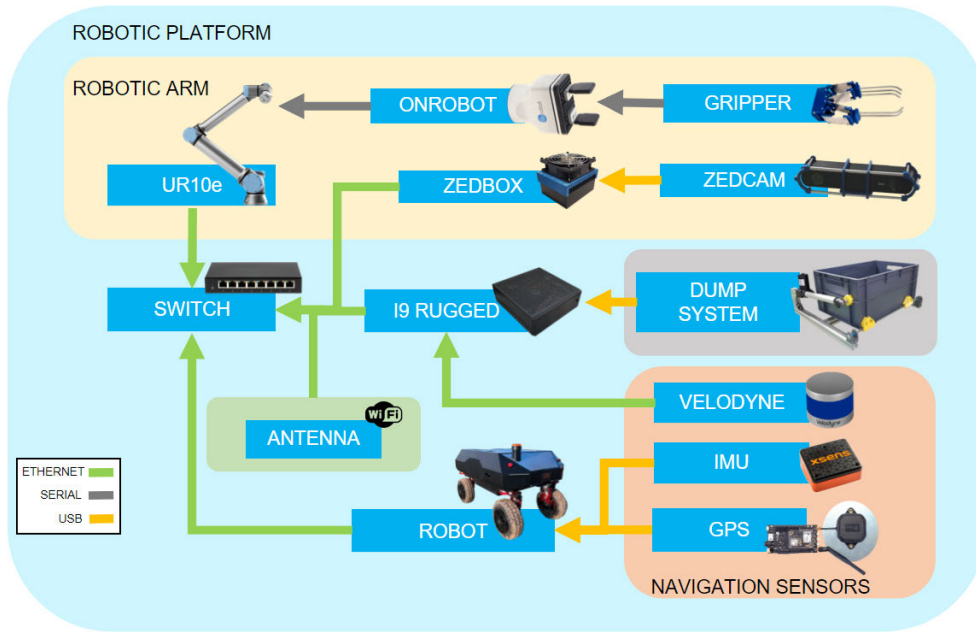 ROBOTIC PLATFORM
ROBOTIC ARM
ONROBOT
GRIPPER
UR10e
ZEDBOX
ZEDCAM
SWITCH
I9 RUGGED
DUMP
SYSTEM
VELODYNE
Velodyne
WiFi
ANTENNA
IMU
xsens
ETHERNET
SERIAL
USB
ROBOT
GPS
NAVIGATION SENSORS